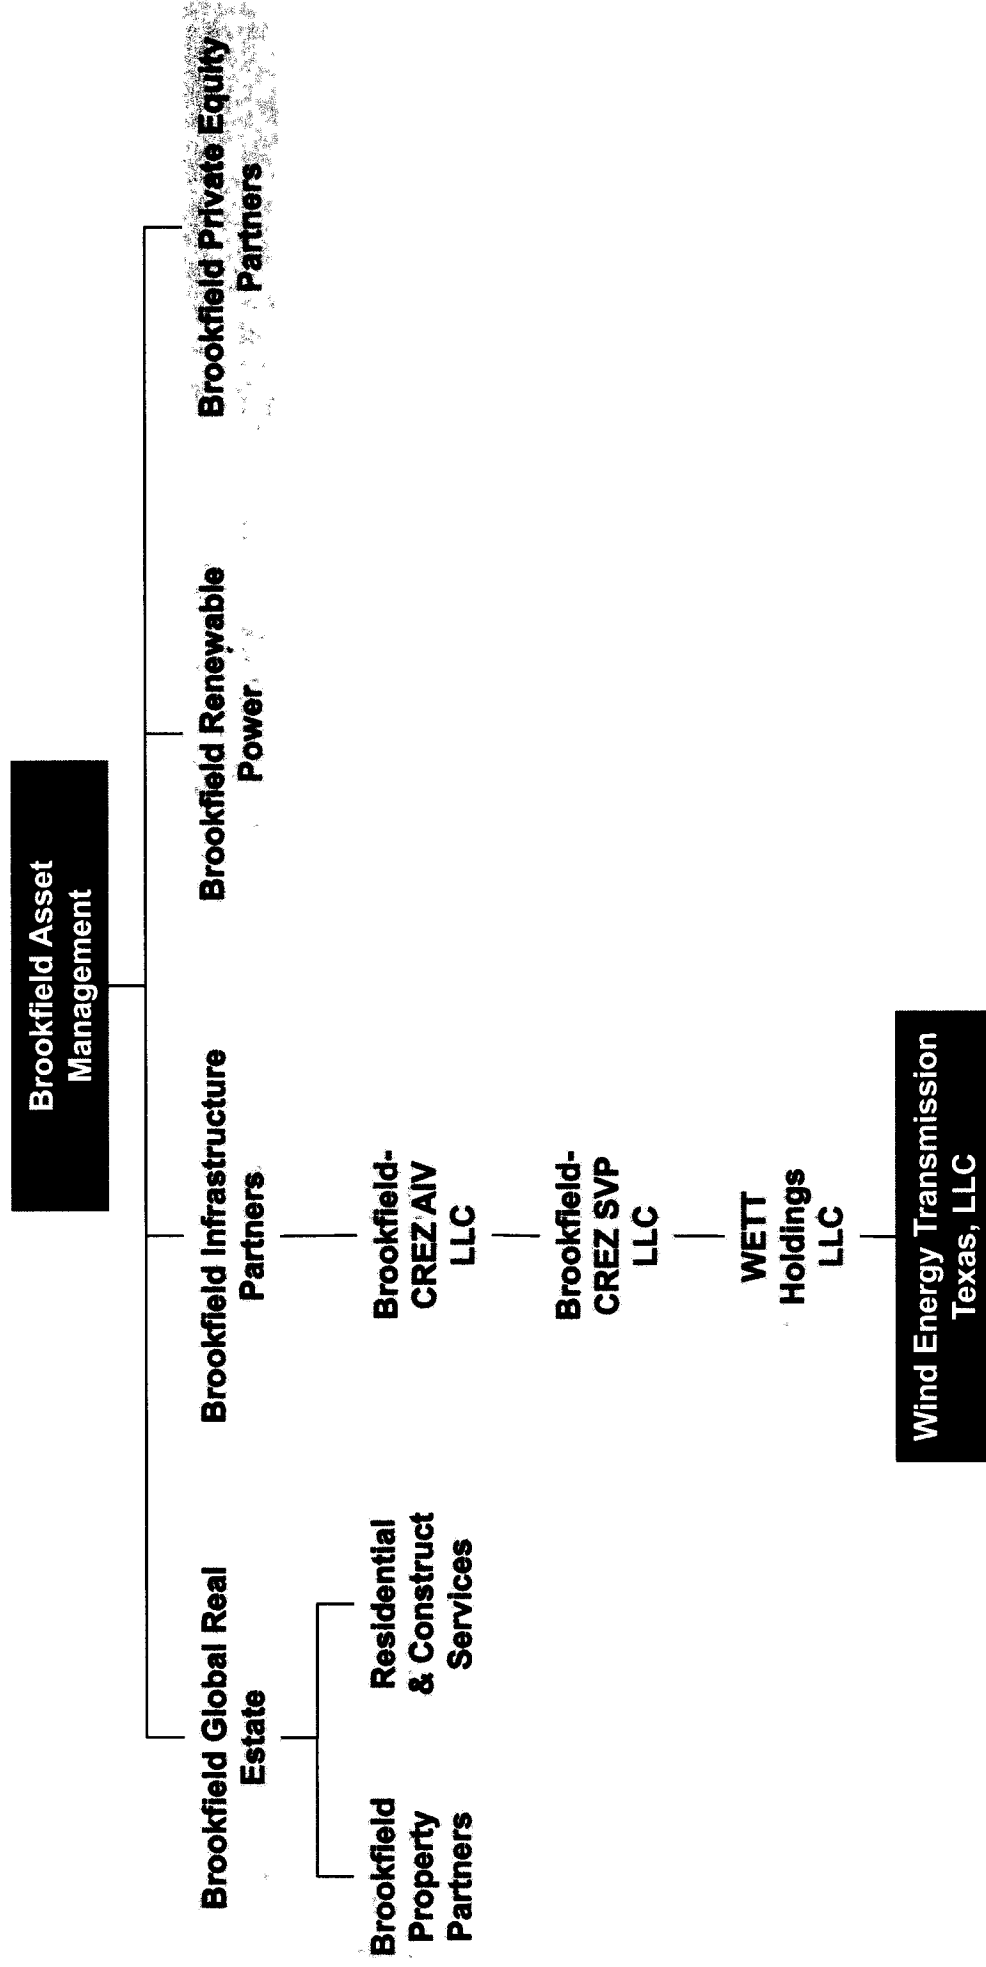 Brookfield Asset
Management
Brookfield Global Real
Estate
Brookfield Infrastructure
Partners
Brookfield Renewable
Power
Brookfield Private Equity
Partners
Brookfield
Property
Partners
Residential
& Construct
Services
Brookfield-
CREZ AIV
LLC
Brookfield-
CREZ SVP
LLC
WETT
Holdings
LLC
Wind Energy Transmission
Texas, LLC